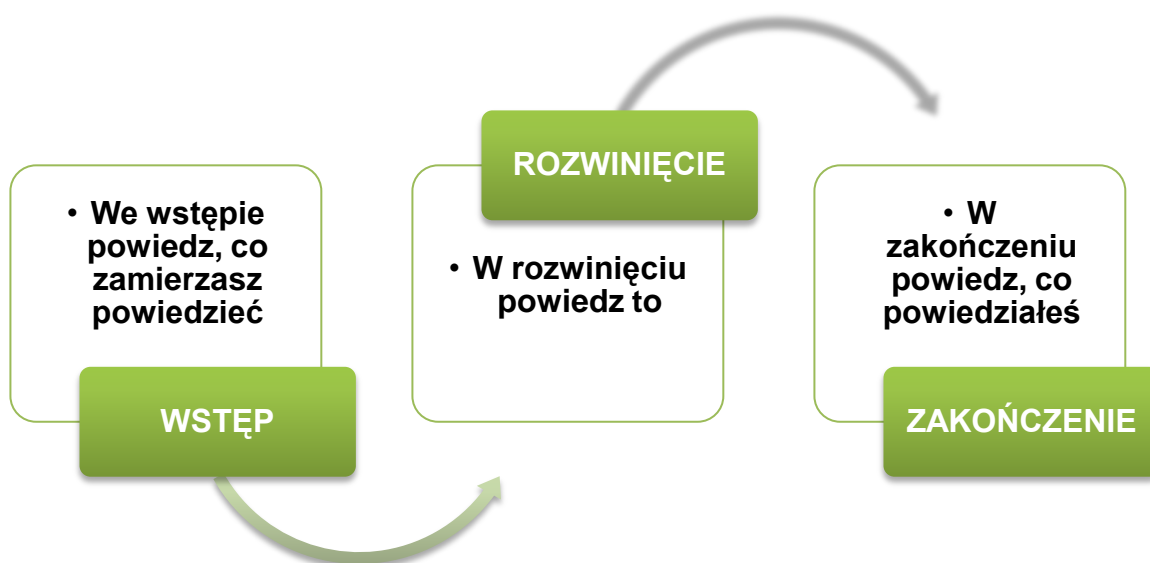 • We wstępie
powiedz, co
zamierzasz
powiedzieć
WSTĘP
ROZWINIĘCIE
• W rozwinięciu
powiedz to
• W
zakończeniu
powiedz, co
powiedziałeś
ZAKOŃCZENIE